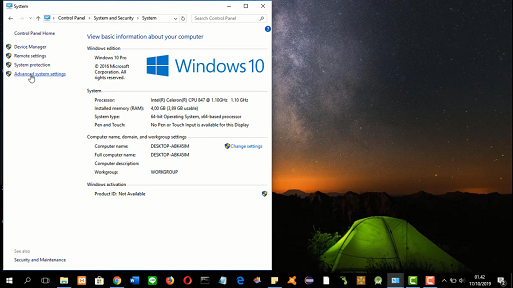 System
Control Panel > System and Security > System
Search Control Panel
Control Panel Home
Device Manager
Remote settings
System protection
Advanced system settings
View basic information about your computer
Windows edition
Windows 10 Pro
© 2016 Microsoft
Corporation. All
rights reserved.
Windows 10
System
Processor: Intel(R) Celeron(R) CPU 847 @ 1.10GHz 1.10 GHz
Installed memory (RAM): 4,00 GB (3,89 GB usable)
System type: 64-bit Operating System, x64-based processor
Pen and Touch: No Pen or Touch Input is available for this Display
Computer name, domain, and workgroup settings
Computer name:
Full computer name:
Change settings
Computer description:
Workgroup: WORKGROUP
Windows activation
Product ID: Not Available
See also
Security and Maintenance
01.42
17/10/2019